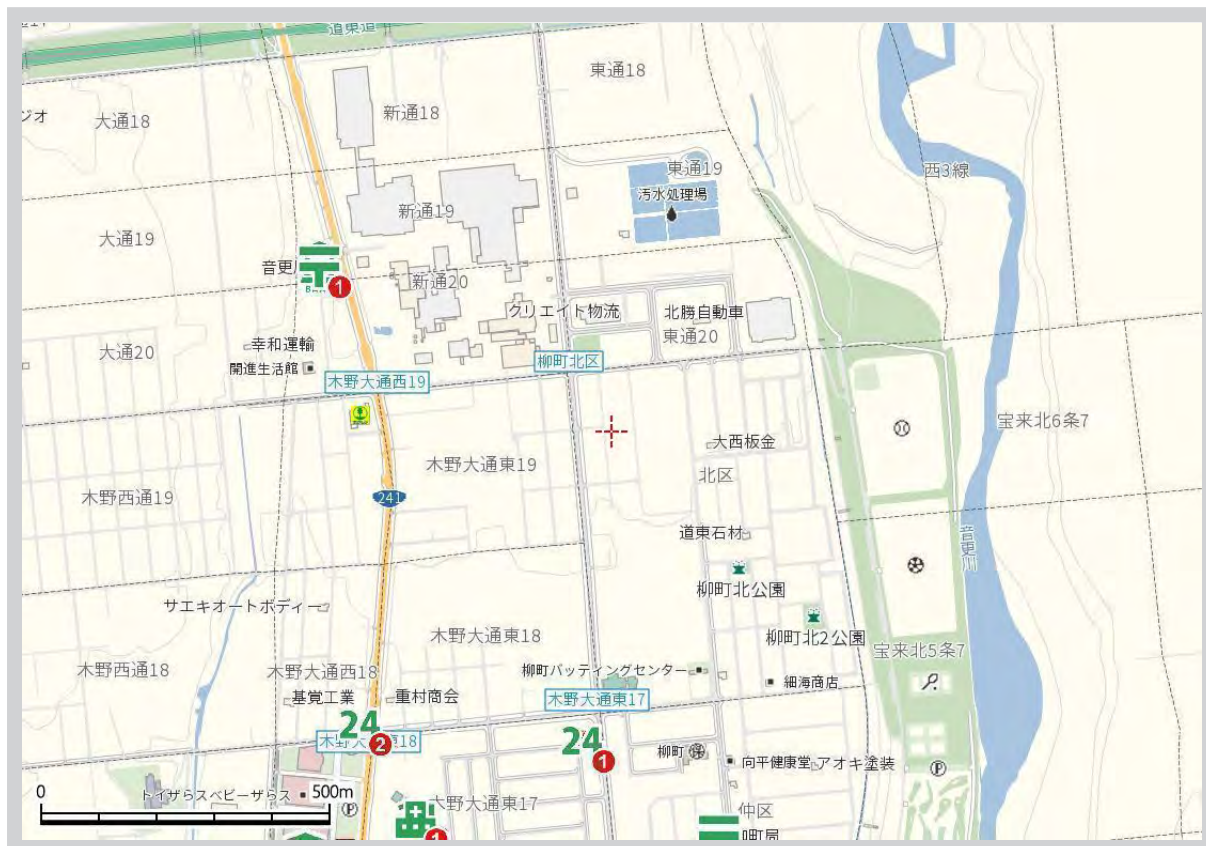 道東道
ジオ
大通18
新通18
東通18
東通19
西3線
汚水処理場
新通19
大通19
音更
1
新通20
クリエイト物流
北勝自動車
東通20
幸和運輸
大通20
開進生活館
柳町北区
木野大通西19
宝来北6条7
大西板金
木野大通東19
北区
木野西通19
241
道東石材
音更川
柳町北公園
サエキオートボディー
木野大通東18
柳町北2公園
宝来北5条7
木野西通18
木野大通西18
柳町バッティングセンター
細海商店
基覚工業
重村商会
木野大通東17
24
2
24
1
柳町
向平健康堂
アオキ塗装
P
0
500m
トイザらスベビーザらス
P
木野大通東17
仲区
1